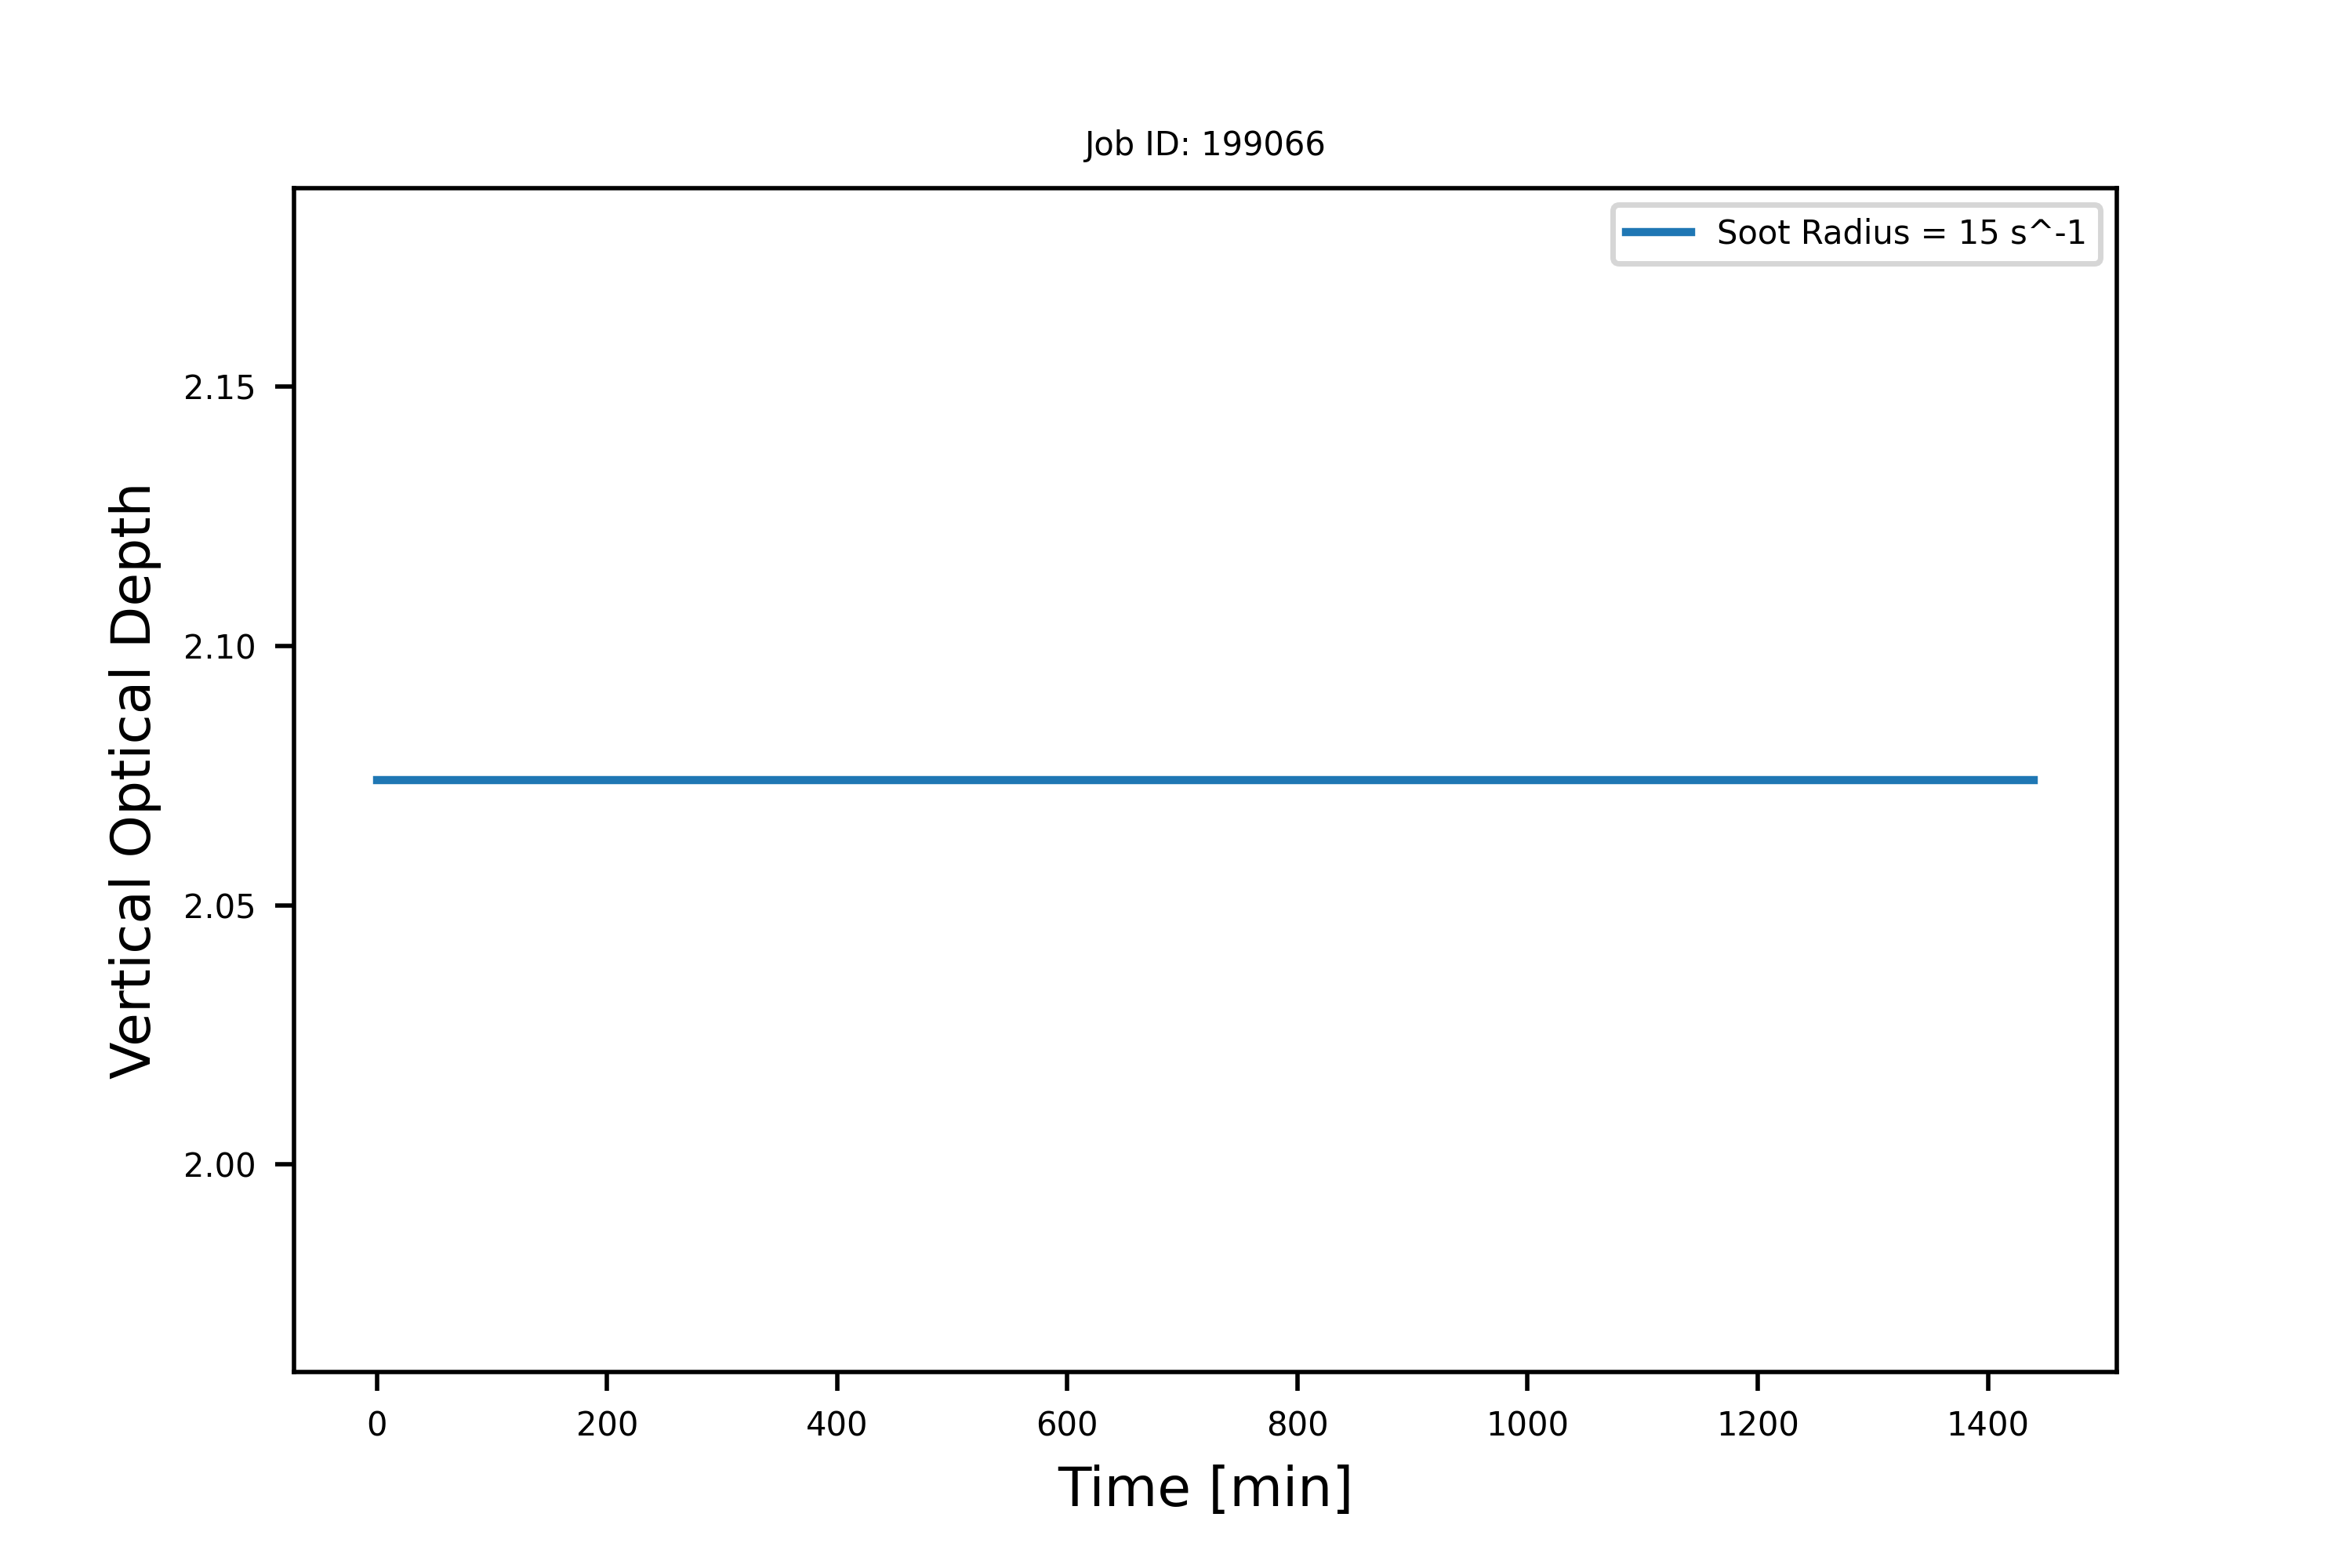 Job ID: 199066
Soot Radius = 15 s^-1
2.15
2.10
2.05
2.00
Vertical Optical Depth
0 200 400 600 800 1000 1200 1400
Time [min]